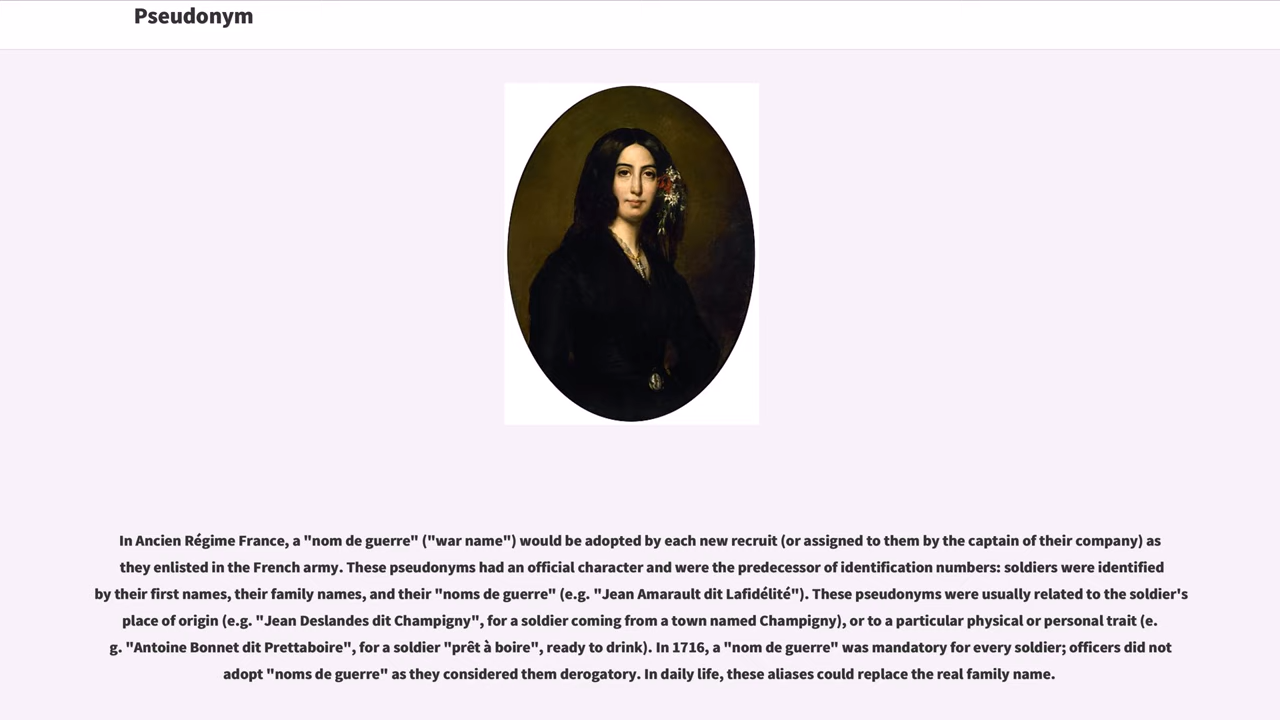 Pseudonym
In Ancien Régime France, a "nom de guerre" ("war name") would be adopted by each new recruit (or assigned to them by the captain of their company) as
they enlisted in the French army. These pseudonyms had an official character and were the predecessor of identification numbers: soldiers were identified
by their first names, their family names, and their "noms de guerre" (e.g. "Jean Amarault dit Lafidélité"). These pseudonyms were usually related to the soldier's
place of origin (e.g. "Jean Deslandes dit Champigny", for a soldier coming from a town named Champigny), or to a particular physical or personal trait (e.
g. "Antoine Bonnet dit Prettaboire", for a soldier "prêt à boire", ready to drink). In 1716, a "nom de guerre" was mandatory for every soldier; officers did not
adopt "noms de guerre" as they considered them derogatory. In daily life, these aliases could replace the real family name.